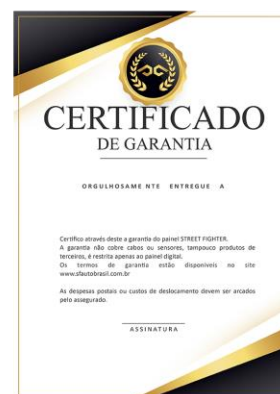 CERTIFICADO
DE GARANTIA
ORGULHOSAME NTE ENTREGUE A
Certifico através deste a garantia do painel STREET FIGHTER.
A garantia não cobre cabos ou sensores, tampouco produtos de
terceiros, é restrita apenas ao painel digital.
Os termos de garantia estão disponíveis no site
www.sfautobrasil.com.br
As despesas postais ou custos de deslocamento devem ser arcados
pelo assegurado.
ASSINATURA